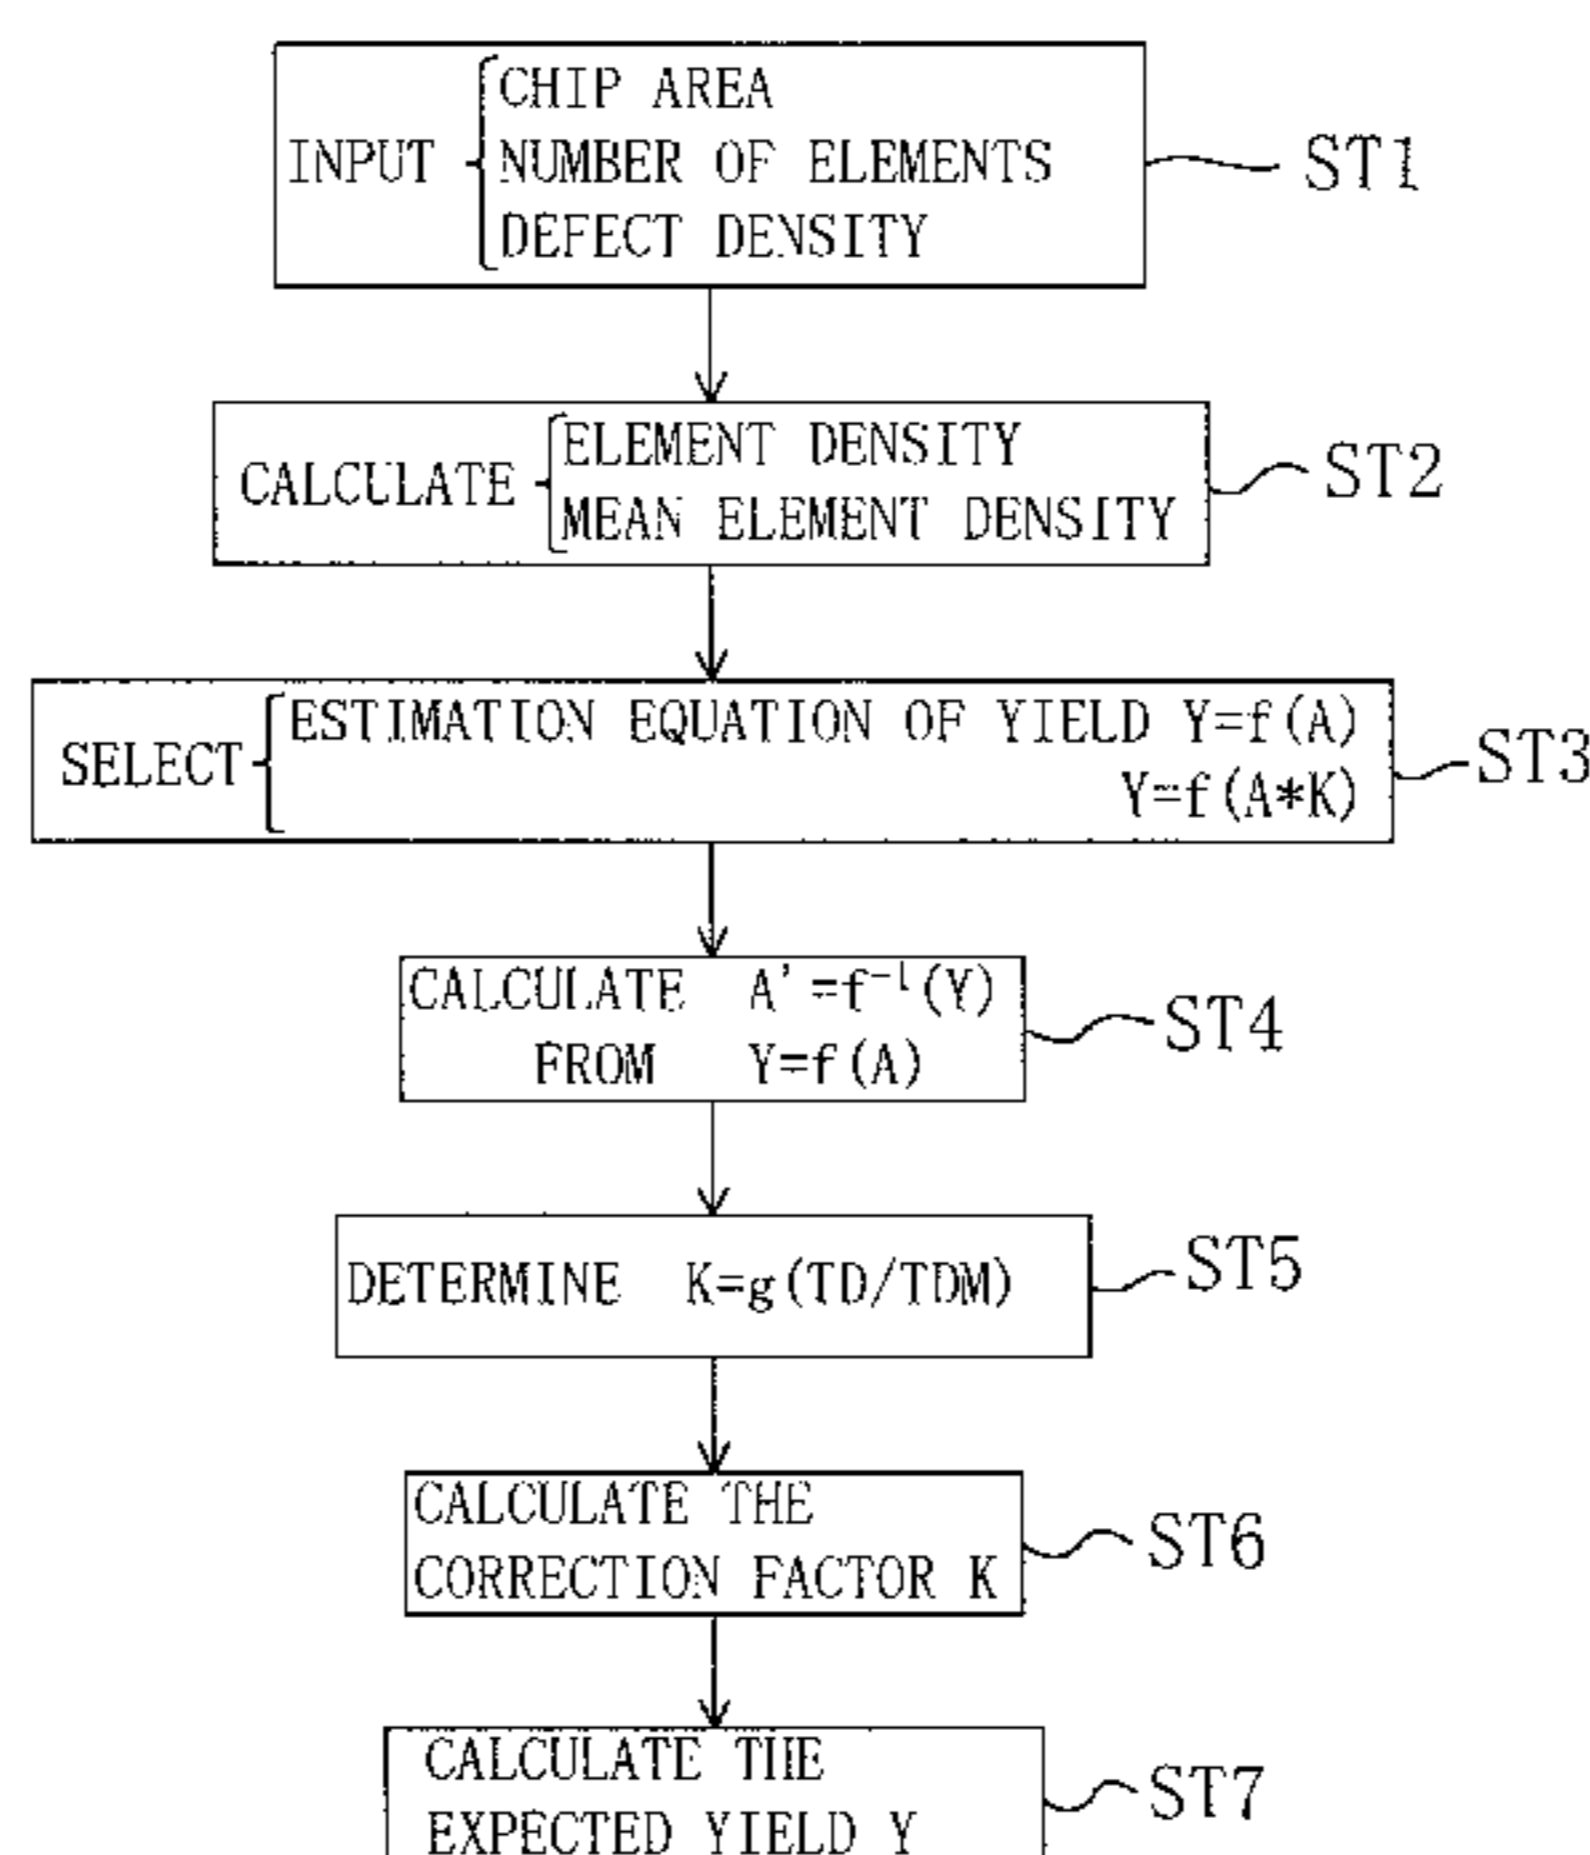 CHIP AREA
INPUT NUMBER OF ELEMENTS ST1
DEFECT DENSITY
ELEMENT DENSITY
CALCULATE ST2
MEAN ELEMENT DENSITY
ESTIMATION EQUATION OF YIELD Y=f(A)
SELECT ST3
Y=f(A*K)
CALCULATE A'=f⁻¹(Y)
ST4
FROM Y=f(A)
DETERMINE K=g(TD/TDM) ST5
CALCULATE THE
ST6
CORRECTION FACTOR K
CALCULATE THE
ST7
EXPECTED YIELD Y